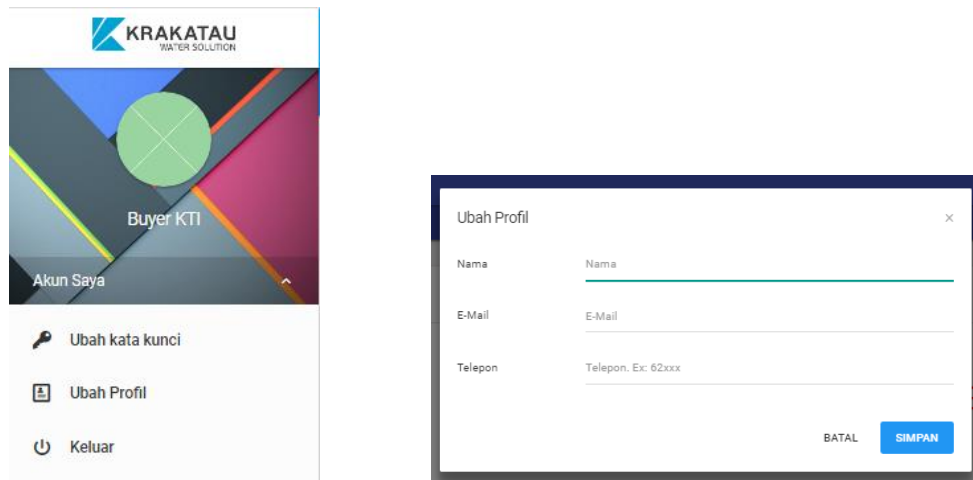 KRAKATAU
WATER SOLUTION
Buyer KTI
Akun Saya
Ubah kata kunci
Ubah Profil
Keluar
Ubah Profil ×
Nama Nama
E-Mail E-Mail
Telepon Telepon. Ex: 62xxx
BATAL SIMPAN